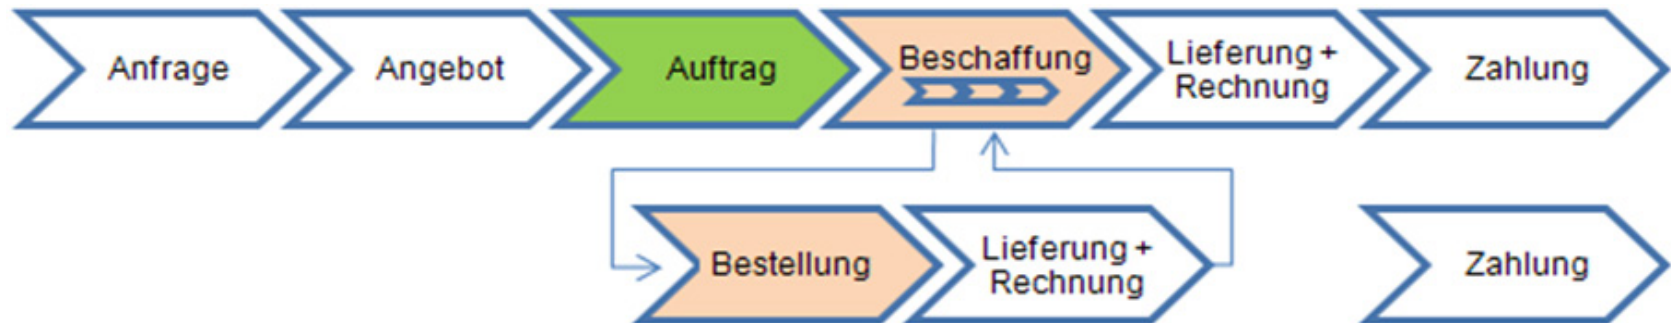 Anfrage
Angebot
Auftrag
Beschaffung
Lieferung +
Rechnung
Zahlung
Bestellung
Lieferung +
Rechnung
Zahlung